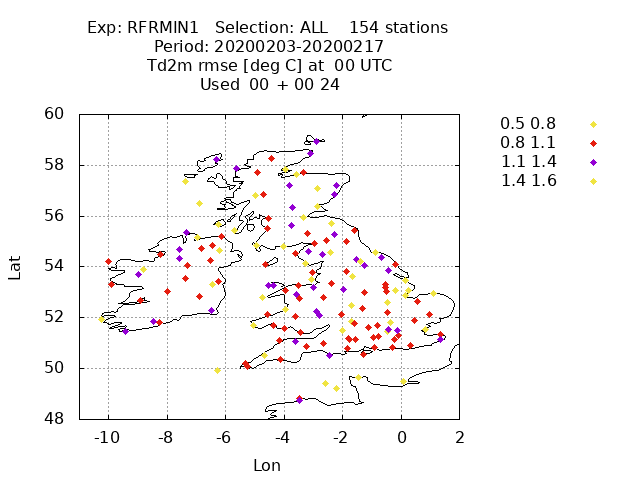 Exp: RFRMIN1 Selection: ALL 154 stations
Period: 20200203-20200217
Td2m rmse [deg C] at 00 UTC
Used 00 + 00 24
0.5 0.8
0.8 1.1
1.1 1.4
1.4 1.6
60
58
56
54
52
50
48
Lat
-10 -8 -6 -4 -2 0 2
Lon